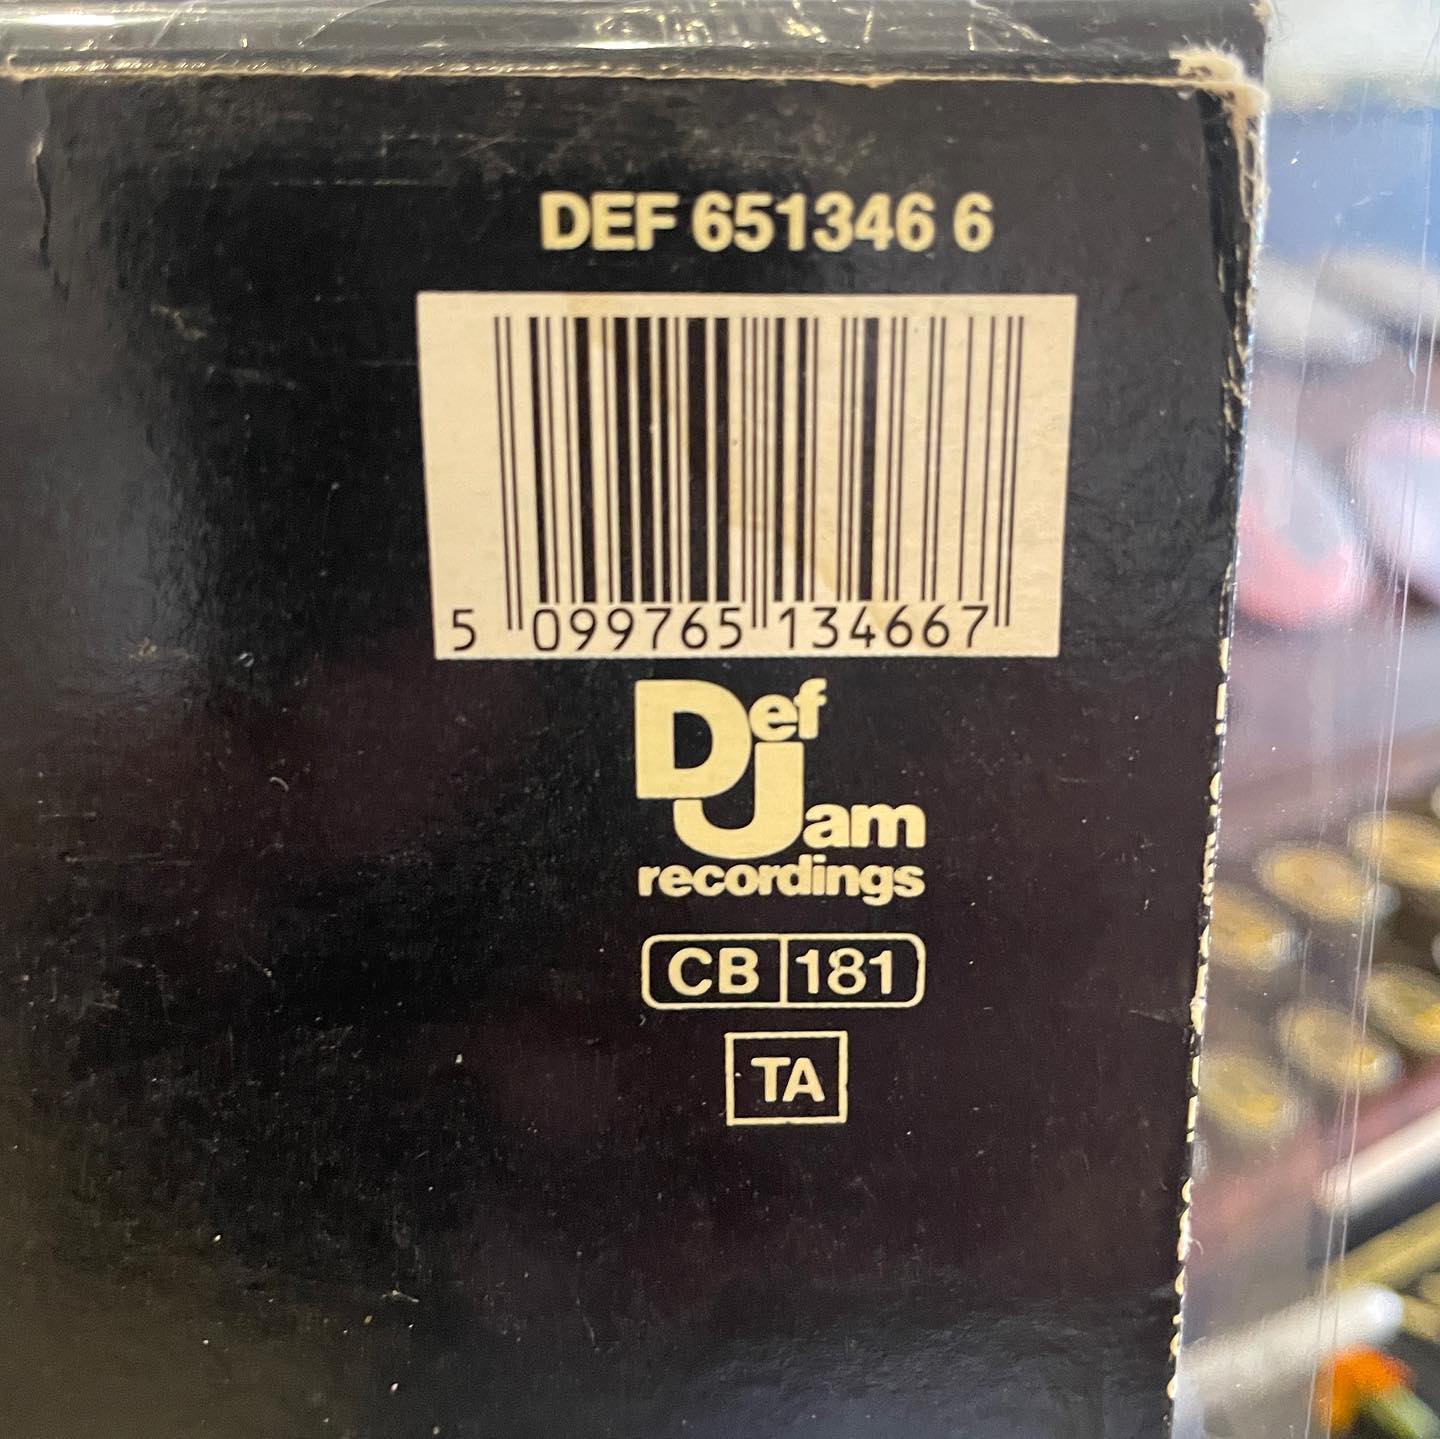 DEF 651346 6
5 099765 134667
Def
Jam
recordings
CB 181
TA